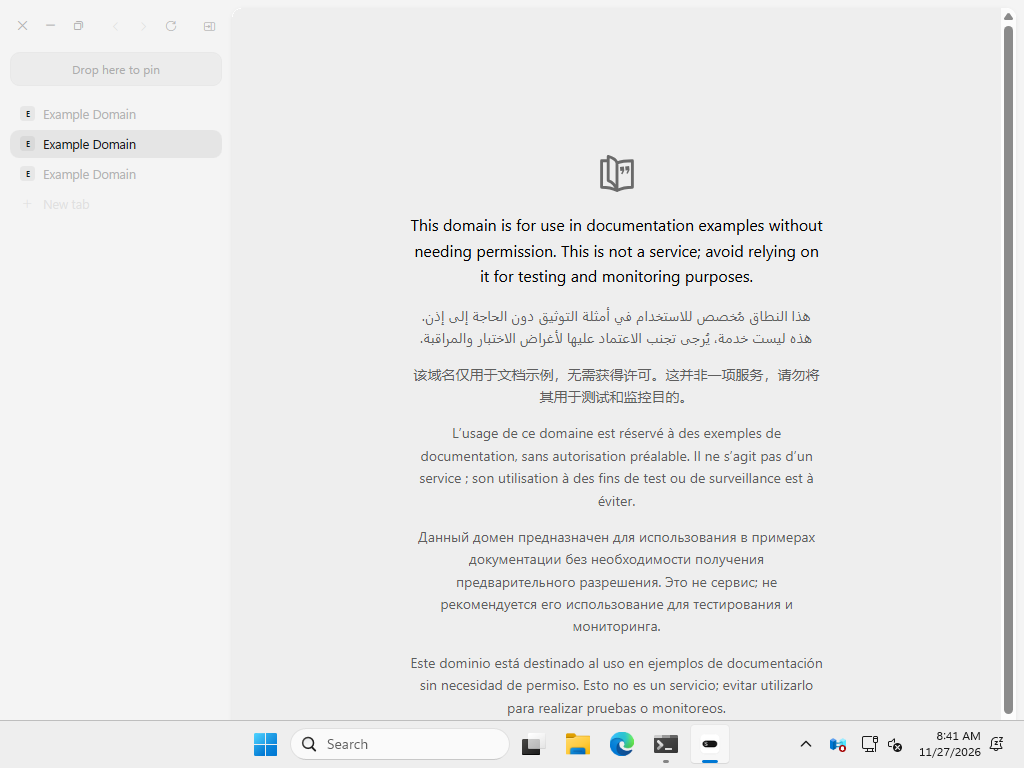 Drop here to pin
E Example Domain
E Example Domain
E Example Domain
+ New tab
This domain is for use in documentation examples without
needing permission. This is not a service; avoid relying on
it for testing and monitoring purposes.
هذا النطاق مُخصص للاستخدام في أمثلة التوثيق دون الحاجة إلى إذن.
هذه ليست خدمة، يُرجى تجنب الاعتماد عليها لأغراض الاختبار والمراقبة.
该域名仅用于文档示例，无需获得许可。这并非一项服务，请勿将
其用于测试和监控目的。
L’usage de ce domaine est réservé à des exemples de
documentation, sans autorisation préalable. Il ne s’agit pas d’un
service ; son utilisation à des fins de test ou de surveillance est à
éviter.
Данный домен предназначен для использования в примерах
документации без необходимости получения
предварительного разрешения. Это не сервис; не
рекомендуется его использование для тестирования и
мониторинга.
Este dominio está destinado al uso en ejemplos de documentación
sin necesidad de permiso. Esto no es un servicio; evitar utilizarlo
para realizar pruebas o monitoreos.
Search
8:41 AM
11/27/2026